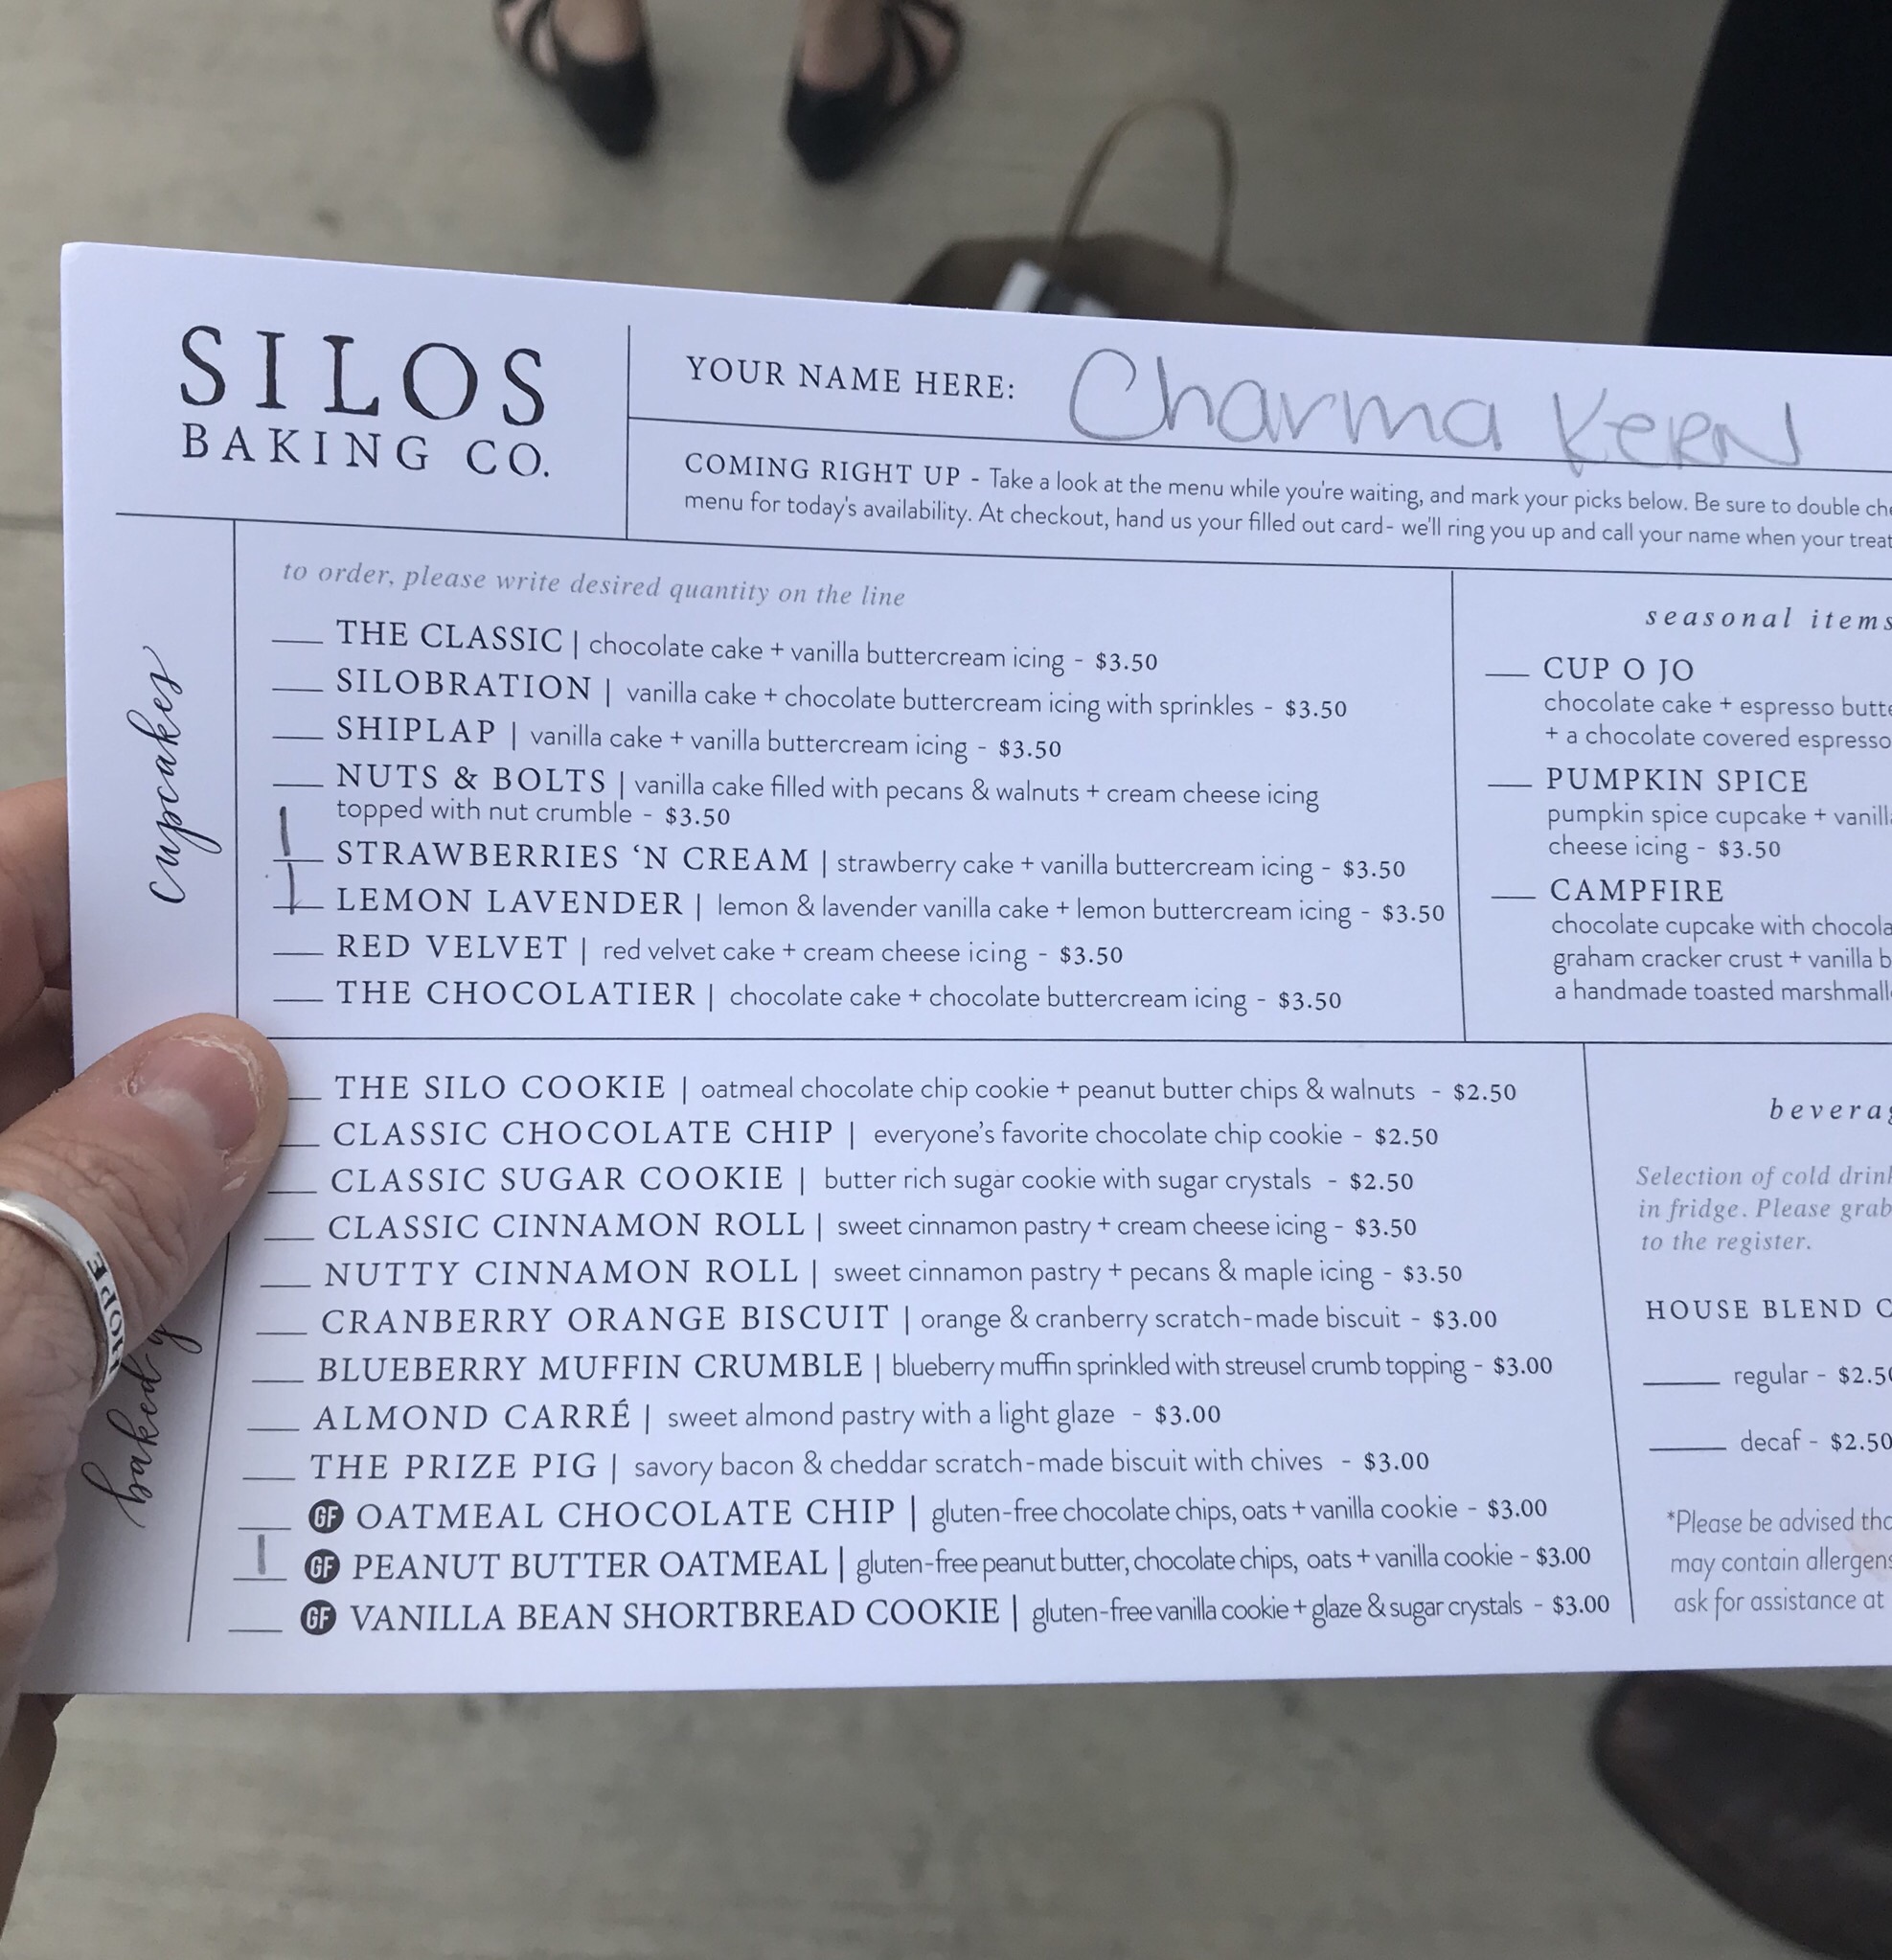 SILOS
BAKING CO.
YOUR NAME HERE: Charma Kern
COMING RIGHT UP - Take a look at the menu while you're waiting, and mark your picks below. Be sure to double
menu for today's availability. At checkout, hand us your filled out card- we'll ring you up and call your name when your
cupcakes
to order, please write desired quantity on the line
THE CLASSIC | chocolate cake + vanilla buttercream icing - $3.50
SILOBRATION | vanilla cake + chocolate buttercream icing with sprinkles - $3.50
SHIPLAP | vanilla cake + vanilla buttercream icing - $3.50
NUTS & BOLTS | vanilla cake filled with pecans & walnuts + cream cheese icing
topped with nut crumble - $3.50
1 STRAWBERRIES 'N CREAM | strawberry cake + vanilla buttercream icing - $3.50
1 LEMON LAVENDER | lemon & lavender vanilla cake + lemon buttercream icing - $3.50
RED VELVET | red velvet cake + cream cheese icing - $3.50
THE CHOCOLATIER | chocolate cake + chocolate buttercream icing - $3.50
seasonal items
CUP O JO
chocolate cake + espresso
+ a chocolate covered espresso
PUMPKIN SPICE
pumpkin spice cupcake +
cheese icing - $3.50
CAMPFIRE
chocolate cupcake with
graham cracker crust + vanilla
a handmade toasted
baked
THE SILO COOKIE | oatmeal chocolate chip cookie + peanut butter chips & walnuts - $2.50
CLASSIC CHOCOLATE CHIP | everyone's favorite chocolate chip cookie - $2.50
CLASSIC SUGAR COOKIE | butter rich sugar cookie with sugar crystals - $2.50
CLASSIC CINNAMON ROLL | sweet cinnamon pastry + cream cheese icing - $3.50
NUTTY CINNAMON ROLL | sweet cinnamon pastry + pecans & maple icing - $3.50
CRANBERRY ORANGE BISCUIT | orange & cranberry scratch-made biscuit - $3.00
BLUEBERRY MUFFIN CRUMBLE | blueberry muffin sprinkled with streusel crumb topping - $3.00
ALMOND CARRÉ | sweet almond pastry with a light glaze - $3.00
THE PRIZE PIG | savory bacon & cheddar scratch-made biscuit with chives - $3.00
GF OATMEAL CHOCOLATE CHIP | gluten-free chocolate chips, oats + vanilla cookie - $3.00
1 GF PEANUT BUTTER OATMEAL | gluten-free peanut butter, chocolate chips, oats + vanilla cookie - $3.00
GF VANILLA BEAN SHORTBREAD COOKIE | gluten-free vanilla cookie + glaze & sugar crystals - $3.00
Selection of cold
in fridge. Please
to the register.
HOUSE BLEND
regular -
decaf - $2.50
*Please be advised
may contain allergens
ask for assistance at
HOPE